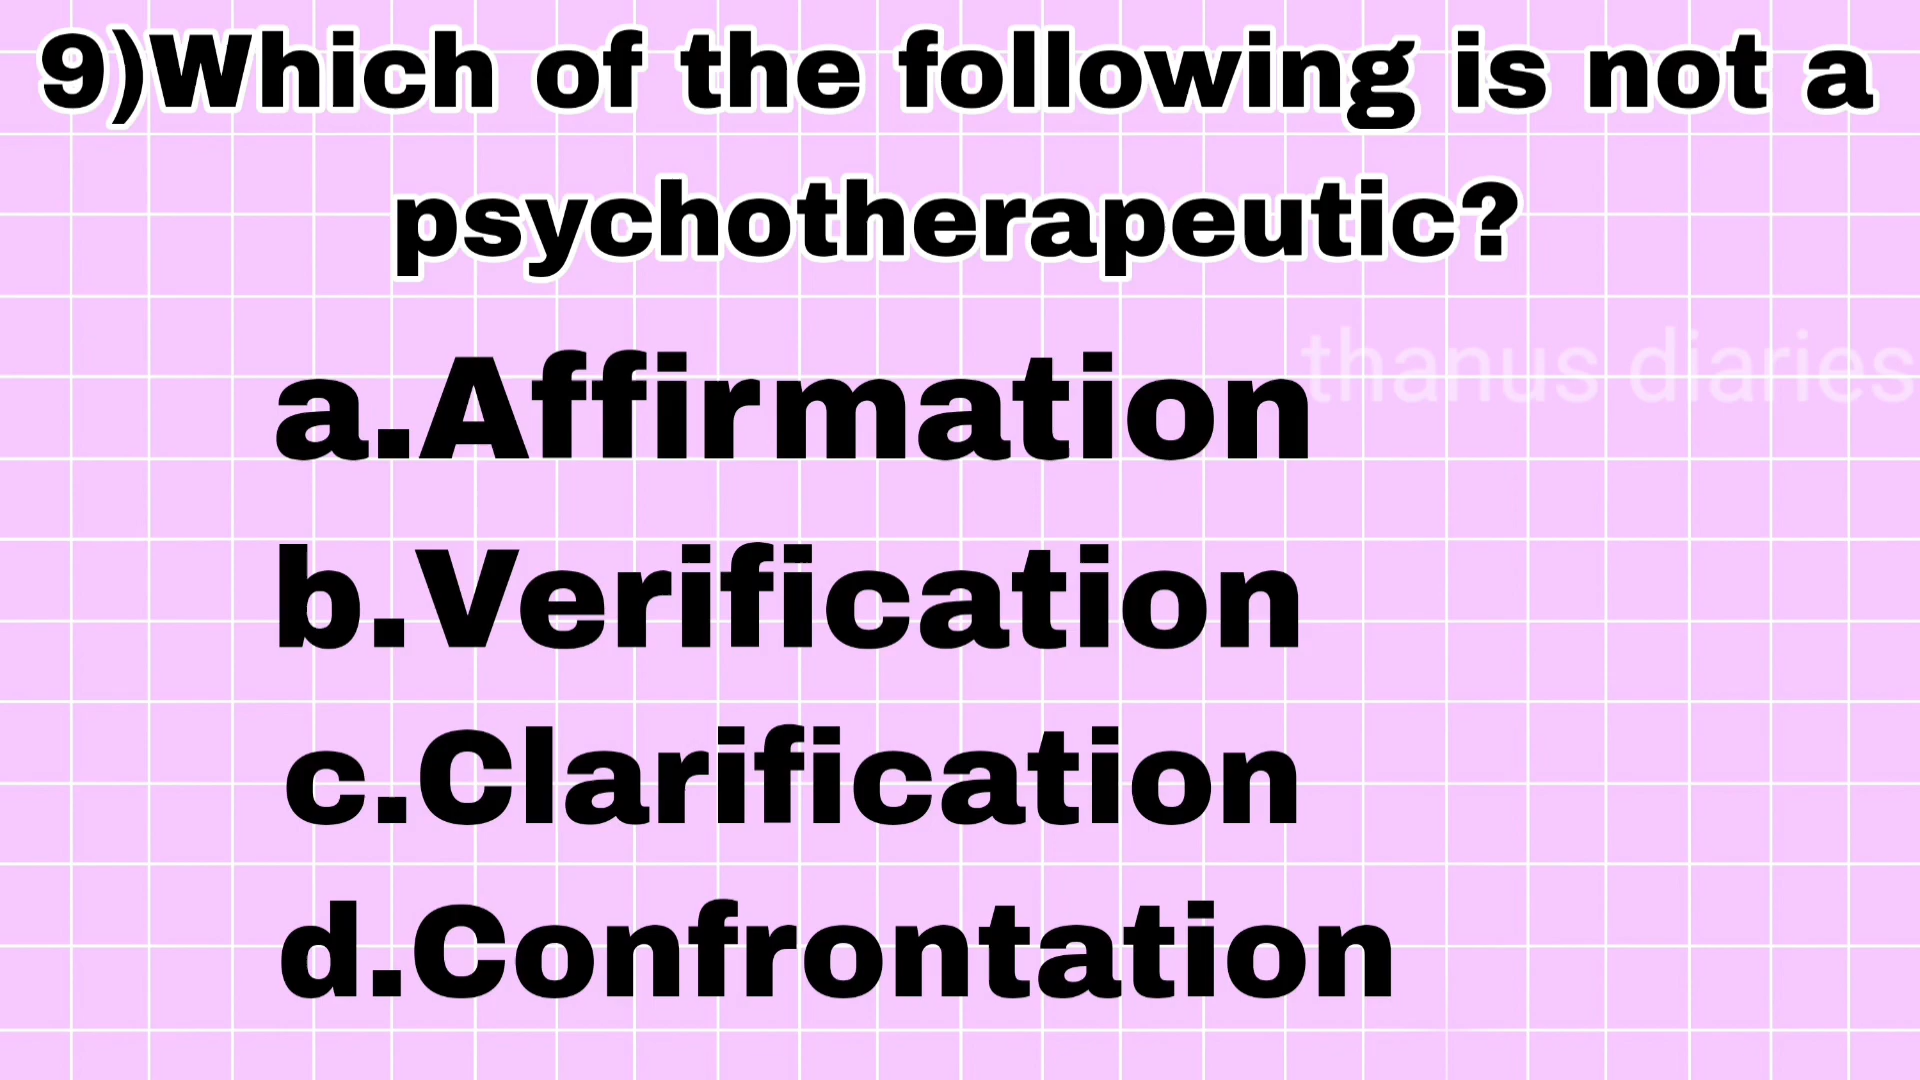 9)Which of the following is not a
psychotherapeutic?
thanus diaries
a.Affirmation
b.Verification
c.Clarification
d.Confrontation